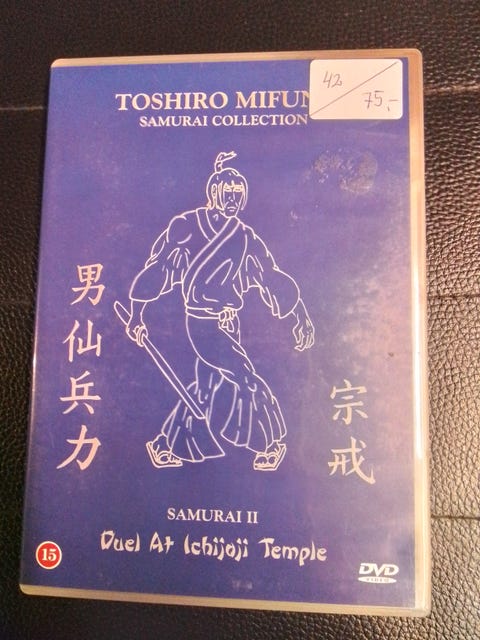 TOSHIRO MIFUN
SAMURAI COLLECTION
42
75,-
男仙兵力
宗戒
SAMURAI II
Duel At Ichijoji Temple
15
DVD
VIDEO